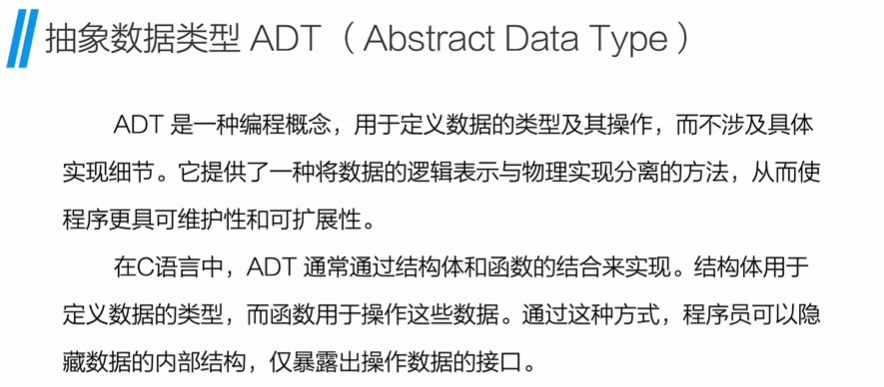 抽象数据类型 ADT （Abstract Data Type）
ADT 是一种编程概念，用于定义数据的类型及其操作，而不涉及具体
实现细节。它提供了一种将数据的逻辑表示与物理实现分离的方法，从而使
程序更具可维护性和可扩展性。
在C语言中，ADT 通常通过结构体和函数的结合来实现。结构体用于
定义数据的类型，而函数用于操作这些数据。通过这种方式，程序员可以隐
藏数据的内部结构，仅暴露出操作数据的接口。